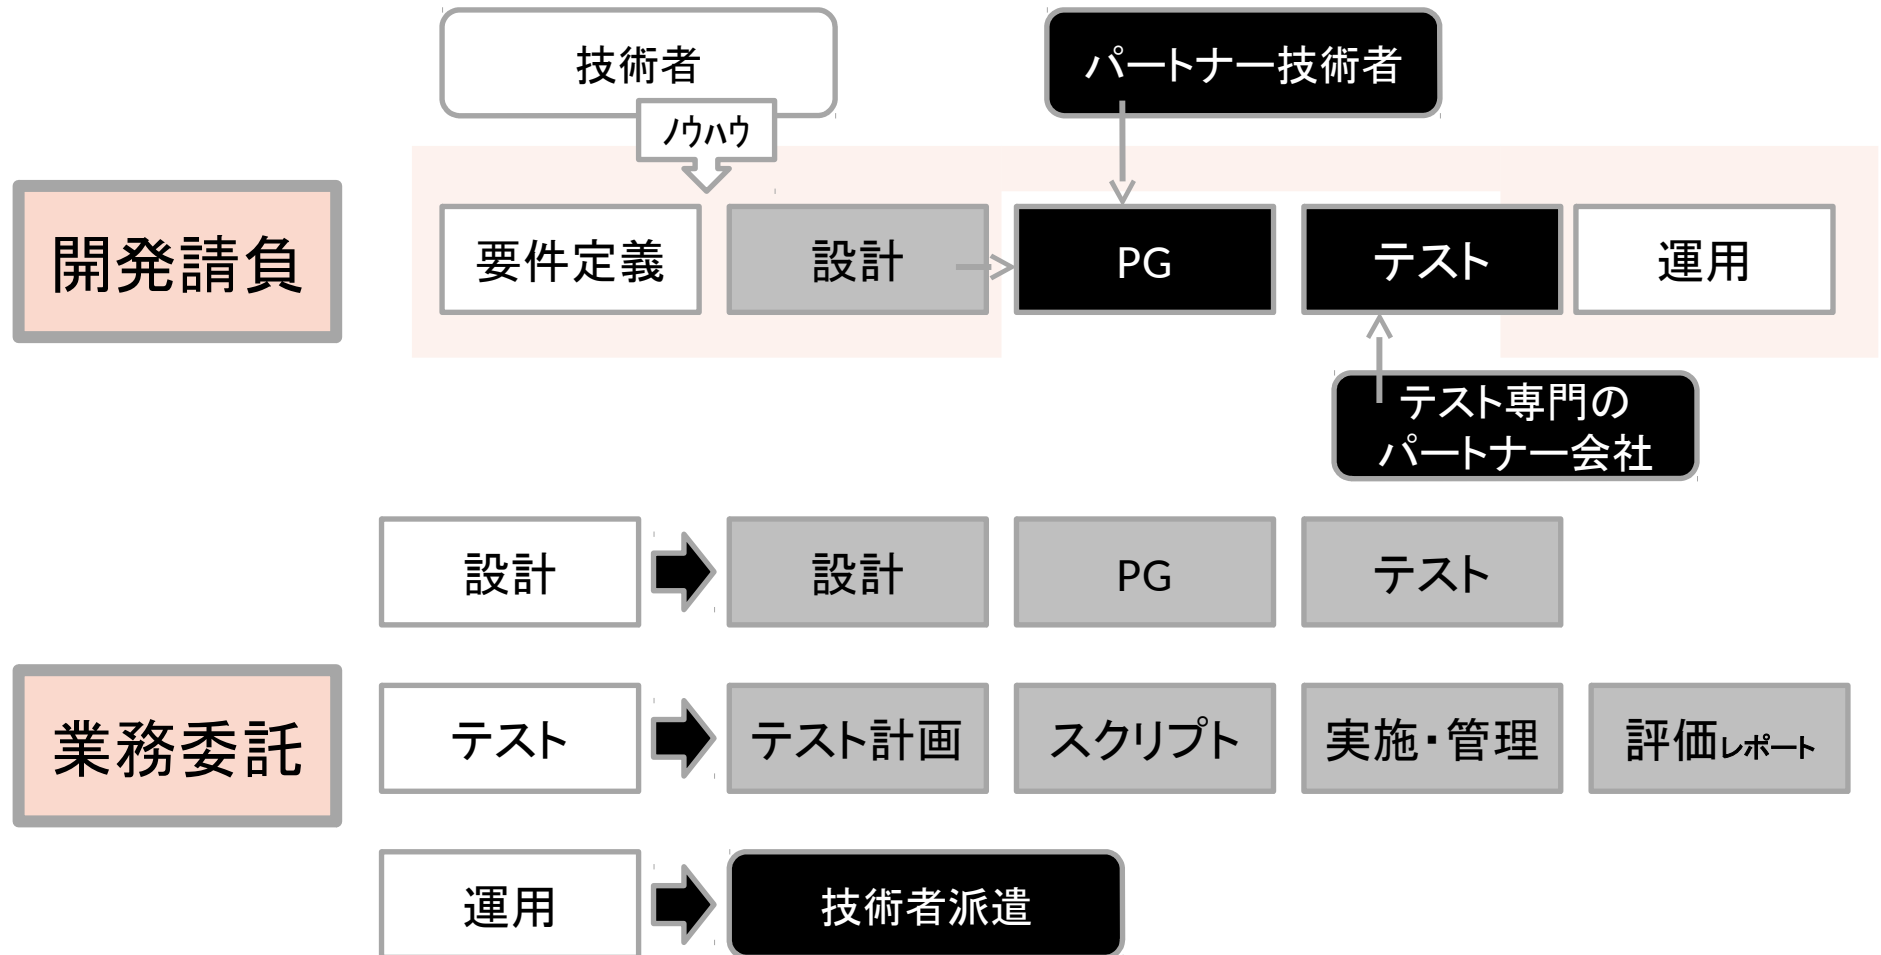 技術者
パートナー技術者
ノウハウ
開発請負
要件定義
設計
PG
テスト
運用
テスト専門の
パートナー会社
業務委託
設計
設計
PG
テスト
テスト
テスト計画
スクリプト
実施・管理
評価レポート
運用
技術者派遣